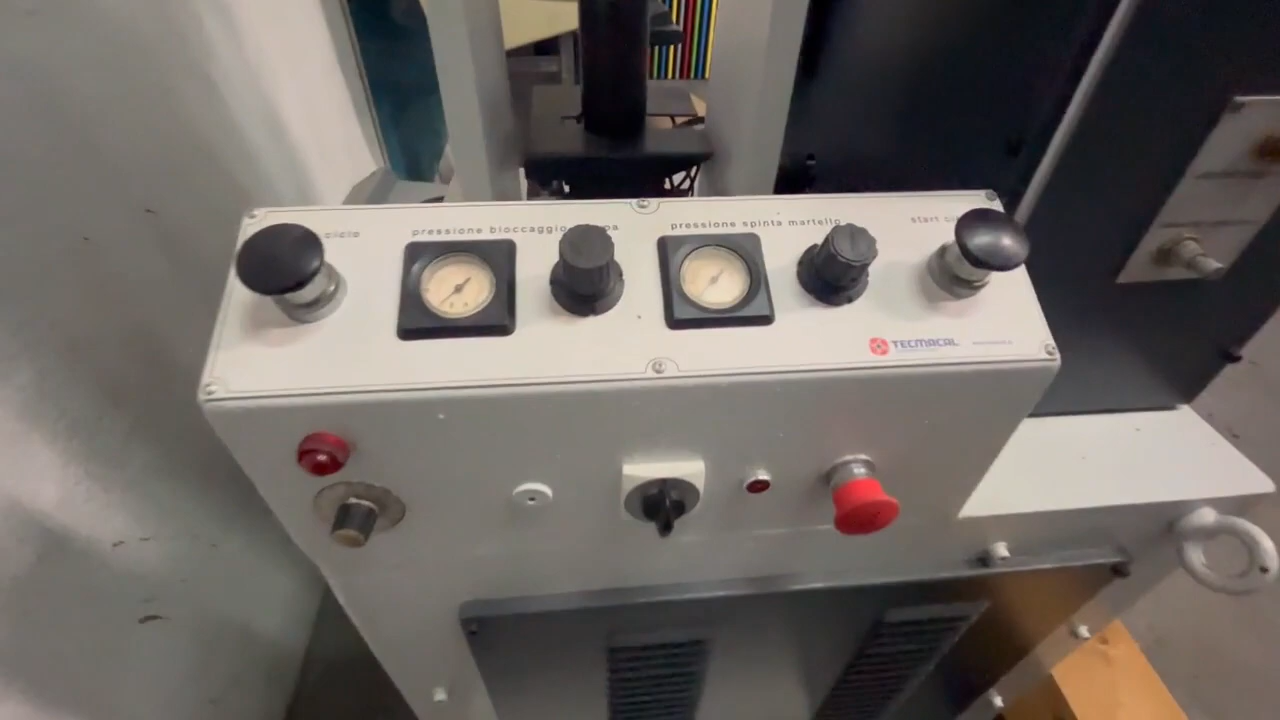 ciclo
pressione bloccaggio
pressione spinta martello
start
TECMACAL